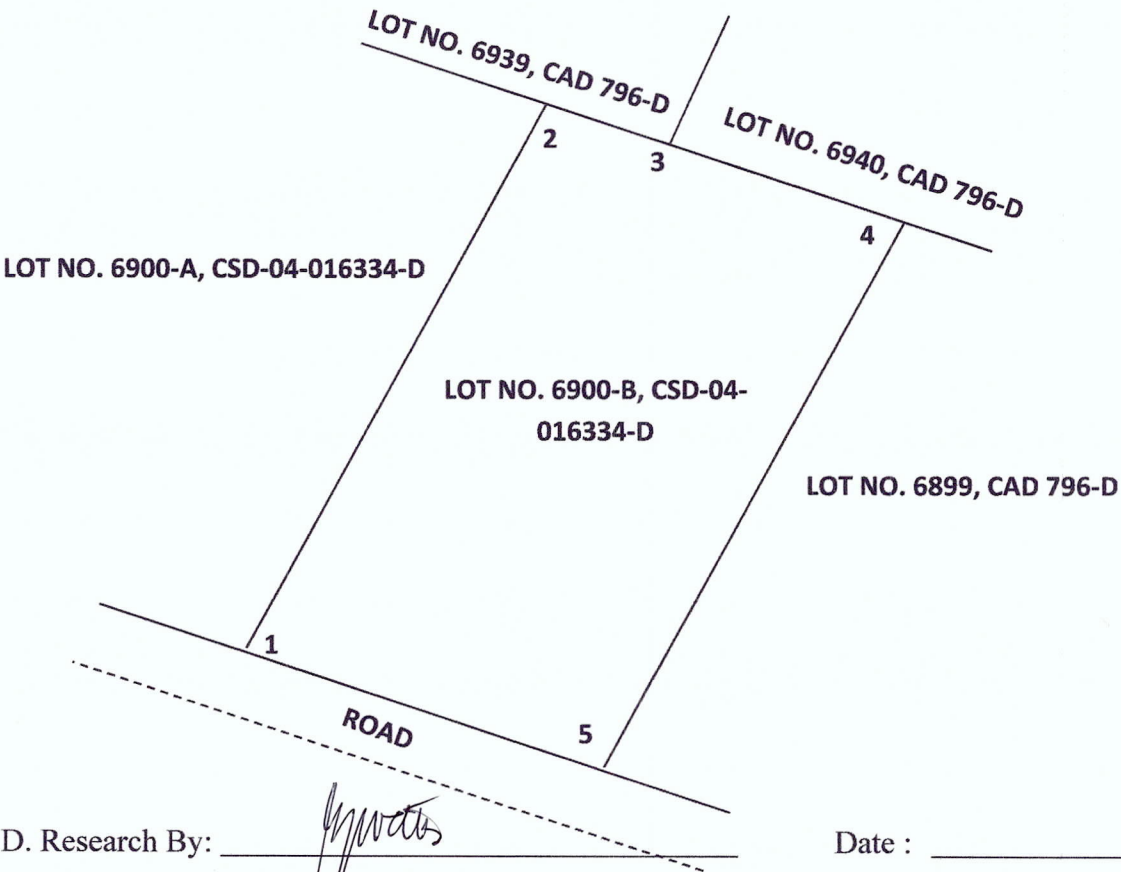 LOT NO. 6939, CAD 796-D
LOT NO. 6940, CAD 796-D
2
3
4
LOT NO. 6900-A, CSD-04-016334-D
LOT NO. 6900-B, CSD-04-
016334-D
LOT NO. 6899, CAD 796-D
1
ROAD
5
D. Research By:
Date :